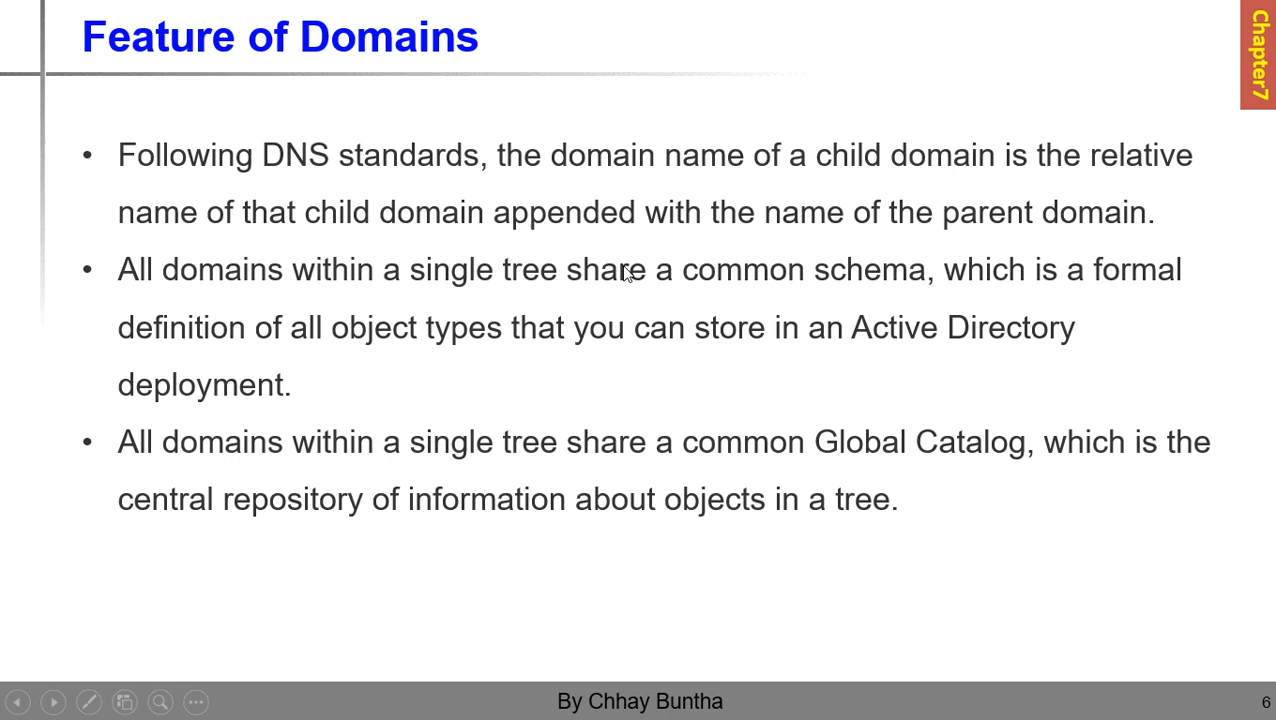 Feature of Domains
Chapter7
• Following DNS standards, the domain name of a child domain is the relative
name of that child domain appended with the name of the parent domain.
• All domains within a single tree share a common schema, which is a formal
definition of all object types that you can store in an Active Directory
deployment.
• All domains within a single tree share a common Global Catalog, which is the
central repository of information about objects in a tree.
By Chhay Buntha
6